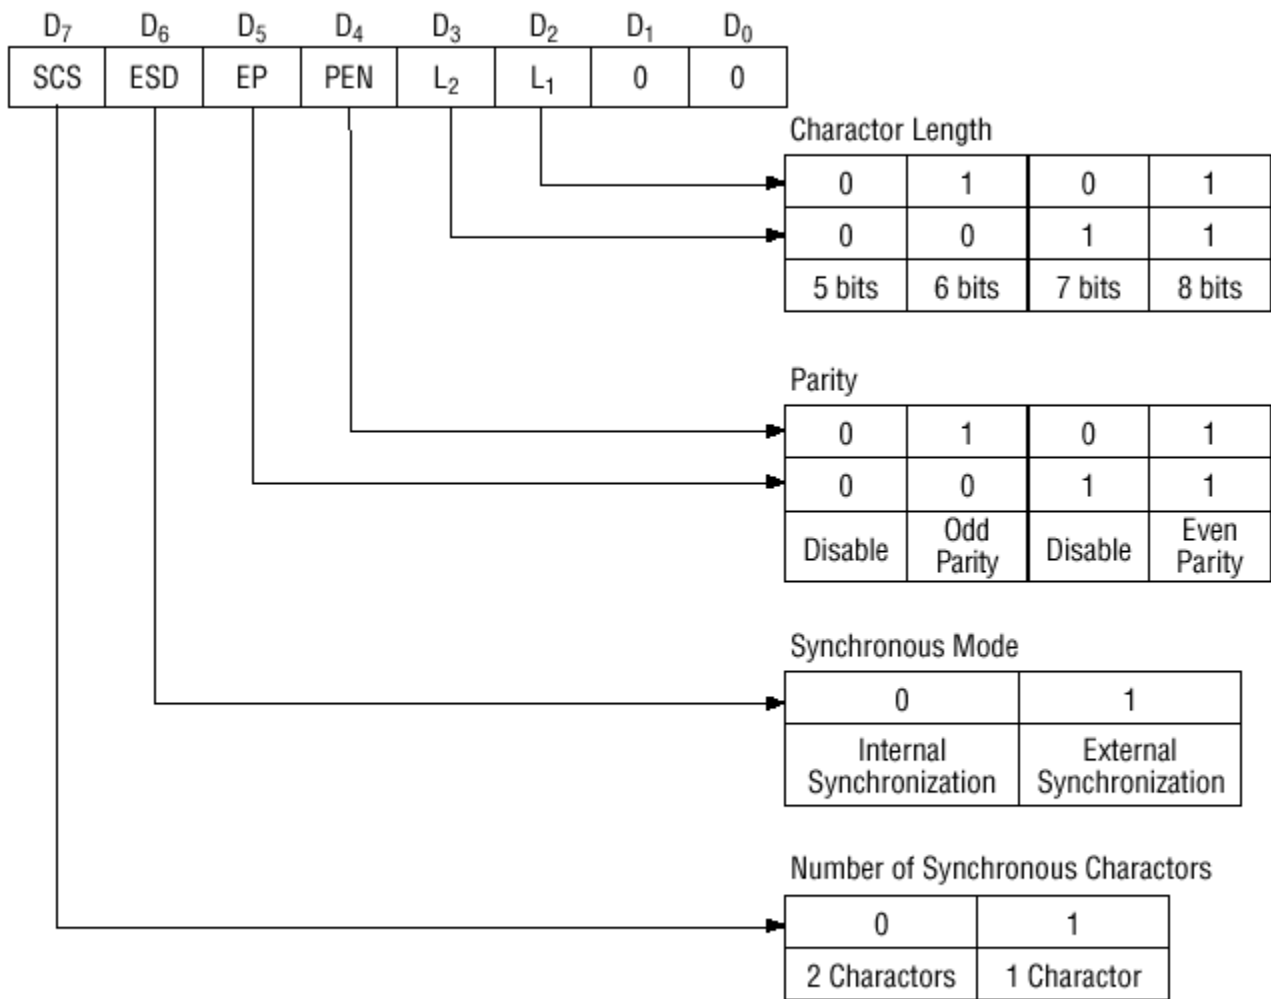 D7 D6 D5 D4 D3 D2 D1 D0
SCS ESD EP PEN L2 L1 0 0
Charactor Length
0 1 0 1
0 0 1 1
5 bits 6 bits 7 bits 8 bits
Parity
0 1 0 1
0 0 1 1
Disable Odd Parity Disable Even Parity
Synchronous Mode
0 1
Internal Synchronization External Synchronization
Number of Synchronous Charactors
0 1
2 Charactors 1 Charactor